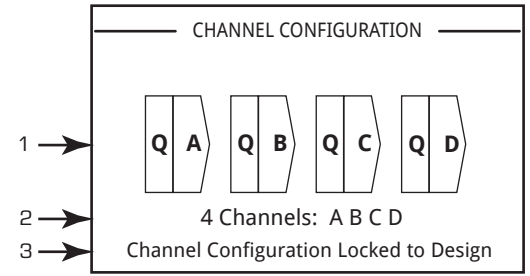 CHANNEL CONFIGURATION
1 Q A Q B Q C Q D
2 4 Channels: A B C D
3 Channel Configuration Locked to Design